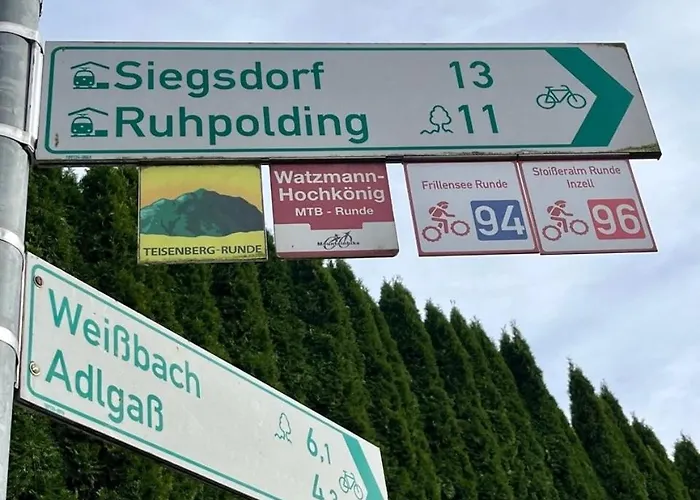 Siegsdorf 13
Ruhpolding 11
TEISENBERG-RUNDE
Watzmann-
Hochkönig
MTB - Runde
Frillensee Runde
94
Stoißeralm Runde
Inzell
96
Weißbach 6,1
Adlgaß